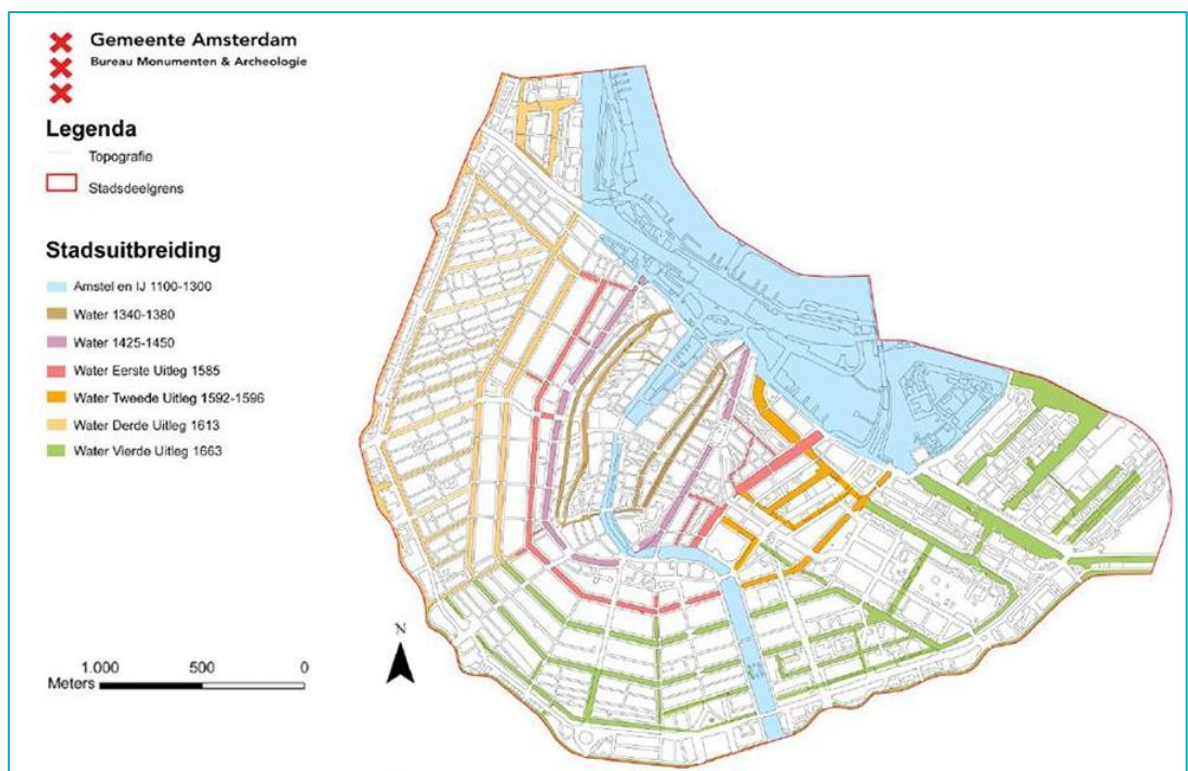 Gemeente Amsterdam
Bureau Monumenten & Archeologie
Legenda
Topografie
Stadsdeelgrens
Stadsuitbreiding
Amstel en IJ 1100-1300
Water 1340-1380
Water 1425-1450
Water Eerste Uitleg 1585
Water Tweede Uitleg 1592-1596
Water Derde Uitleg 1613
Water Vierde Uitleg 1663
N
1.000 500 0
Meters